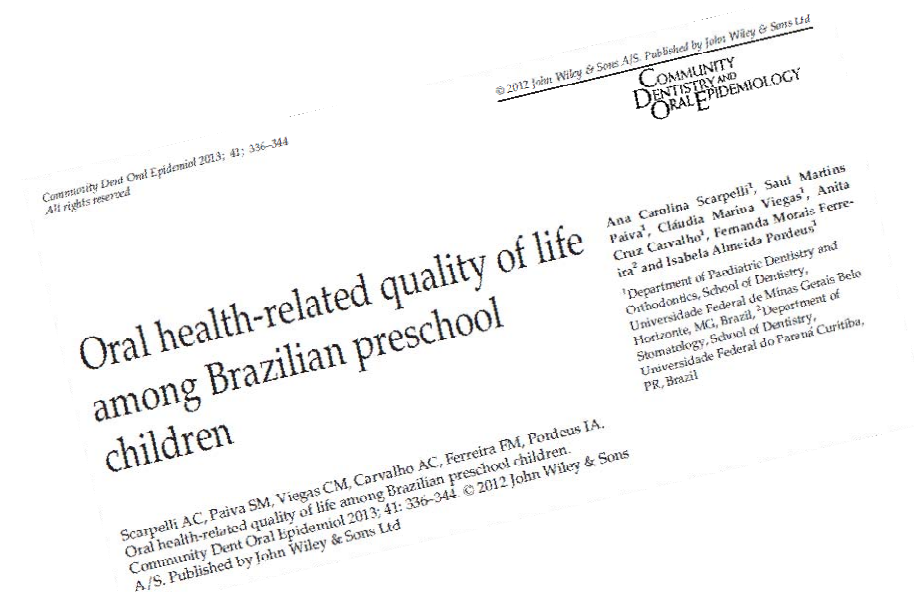 © 2012 John Wiley & Sons A/S. Published by John Wiley & Sons Ltd
COMMUNITY
DENTISTRY AND
ORAL EPIDEMIOLOGY
Community Dent Oral Epidemiol 2013; 41; 336–344
All rights reserved
Oral health-related quality of life
among Brazilian preschool
children
Ana Carolina Scarpelli¹, Saul Martins
Paiva¹, Cláudia Marina Viegas¹, Anita
Cruz Carvalho¹, Fernanda Morais Ferre-
ira² and Isabela Almeida Pordeus¹
¹Department of Paediatric Dentistry and
Orthodontics, School of Dentistry,
Universidade Federal de Minas Gerais Belo
Horizonte, MG, Brazil, ²Department of
Stomatology, School of Dentistry,
Universidade Federal do Paraná Curitiba,
PR, Brazil
Scarpelli AC, Paiva SM, Viegas CM, Carvalho AC, Ferreira FM, Pordeus IA.
Oral health-related quality of life among Brazilian preschool children.
Community Dent Oral Epidemiol 2013; 41: 336–344. © 2012 John Wiley & Sons
A/S. Published by John Wiley & Sons Ltd